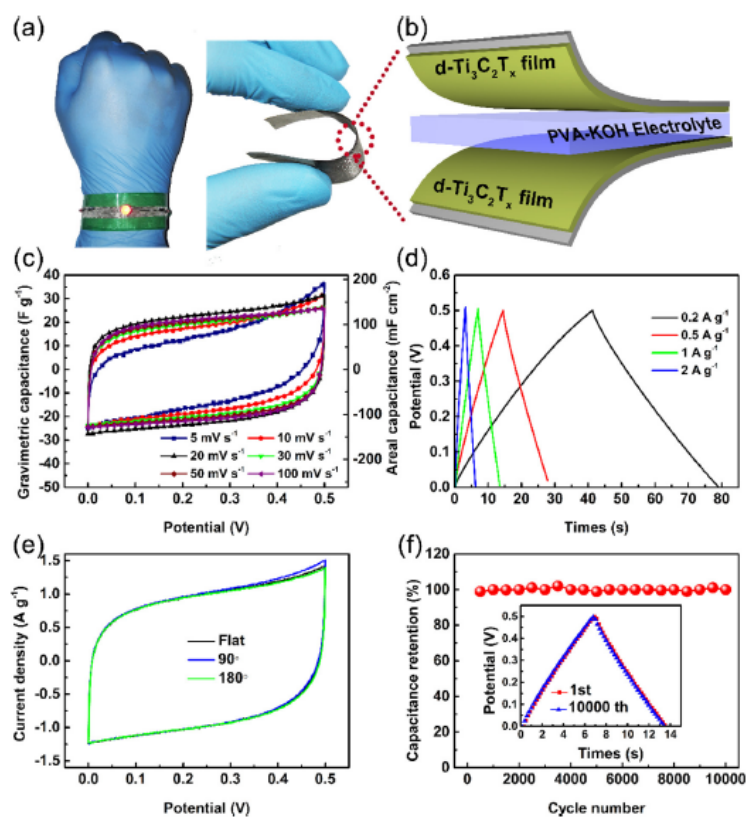 (a)
(b)
d-Ti₃C₂Tₓ film
PVA-KOH Electrolyte
d-Ti₃C₂Tₓ film
(c)
Gravimetric capacitance (F g⁻¹)
40
30
20
10
0
-10
-20
-30
-40
-50
200
100
0
-100
-200
Areal capacitance (mF cm⁻²)
5 mV s⁻¹
10 mV s⁻¹
20 mV s⁻¹
30 mV s⁻¹
50 mV s⁻¹
100 mV s⁻¹
0.0 0.1 0.2 0.3 0.4 0.5
Potential (V)
(d)
Potential (V)
0.5
0.4
0.3
0.2
0.1
0.0
0.2 A g⁻¹
0.5 A g⁻¹
1 A g⁻¹
2 A g⁻¹
0 10 20 30 40 50 60 70 80
Times (s)
(e)
Current density (A g⁻¹)
1.5
1.0
0.5
0.0
-0.5
-1.0
-1.5
Flat
90°
180°
0.0 0.1 0.2 0.3 0.4 0.5
Potential (V)
(f)
Capacitance retention (%)
120
100
80
60
40
20
0
Potential (V)
0.5
0.4
0.3
0.2
0.1
0.0
1st
10000 th
0 2 4 6 8 10 12 14
Times (s)
0 2000 4000 6000 8000 10000
Cycle number